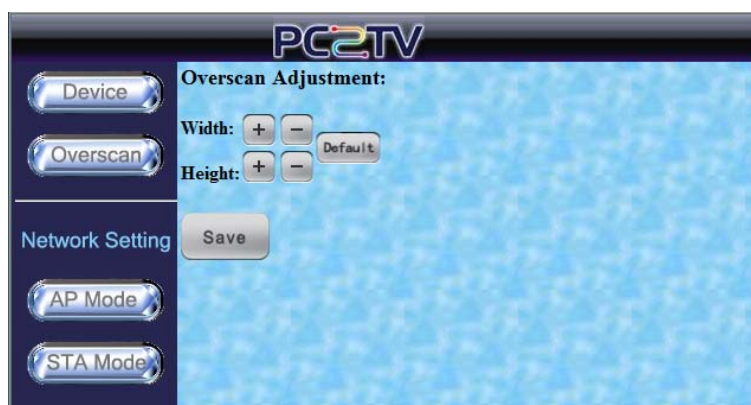 PC2TV
Device
Overscan
Network Setting
AP Mode
STA Mode
Overscan Adjustment:
Width: + -
Default
Height: + -
Save